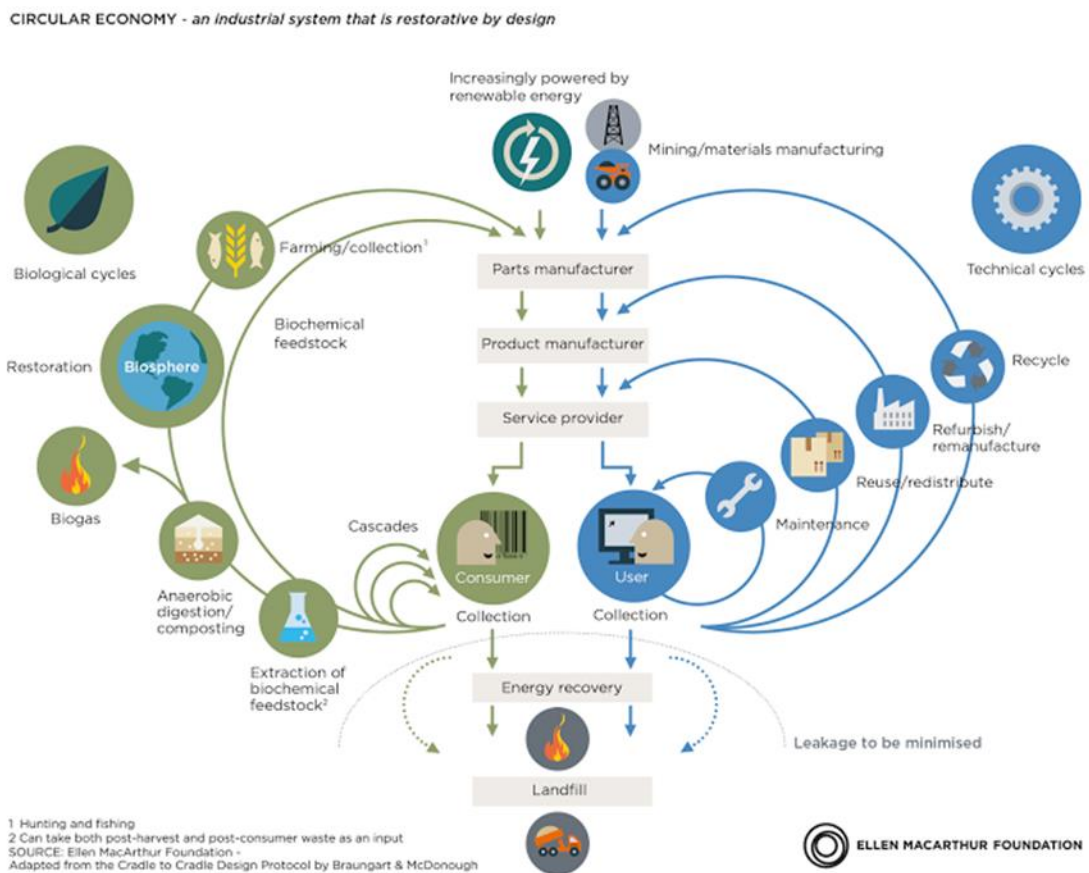 CIRCULAR ECONOMY - an industrial system that is restorative by design
Increasingly powered by
renewable energy
Mining/materials manufacturing
Biological cycles
Farming/collection¹
Technical cycles
Parts manufacturer
Biochemical
feedstock
Product manufacturer
Restoration
Biosphere
Recycle
Service provider
Refurbish/
remanufacture
Reuse/redistribute
Biogas
Cascades
Maintenance
Consumer
User
Anaerobic
digestion/
composting
Collection
Collection
Extraction of
biochemical
feedstock²
Energy recovery
Leakage to be minimised
Landfill
1 Hunting and fishing
2 Can take both post-harvest and post-consumer waste as an input
SOURCE: Ellen MacArthur Foundation -
Adapted from the Cradle to Cradle Design Protocol by Braungart & McDonough
ELLEN MACARTHUR FOUNDATION